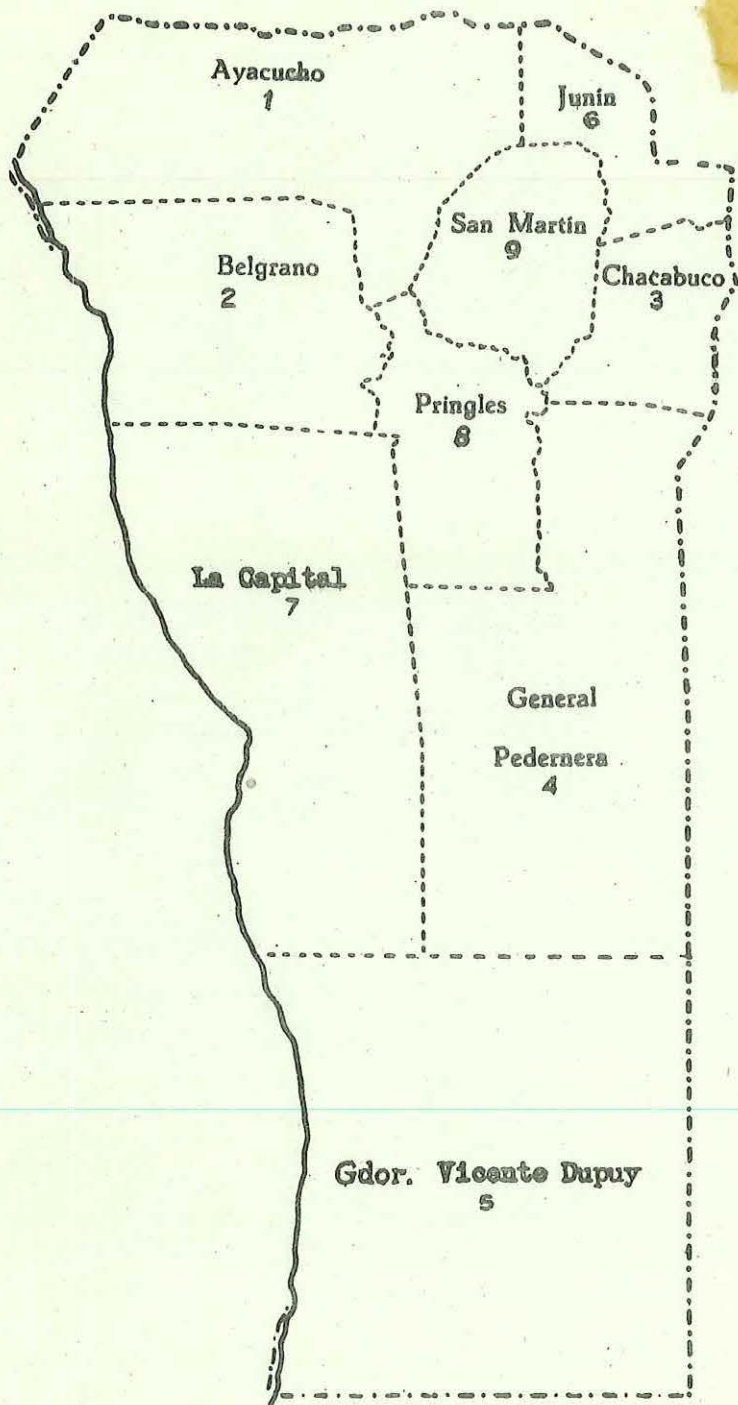 Ayacucho
1
Junín
6
San Martín
9
Belgrano
2
Chacabuco
3
Pringles
8
La Capital
7
General
Pedernera
4
Gdor. Vicente Dupuy
5